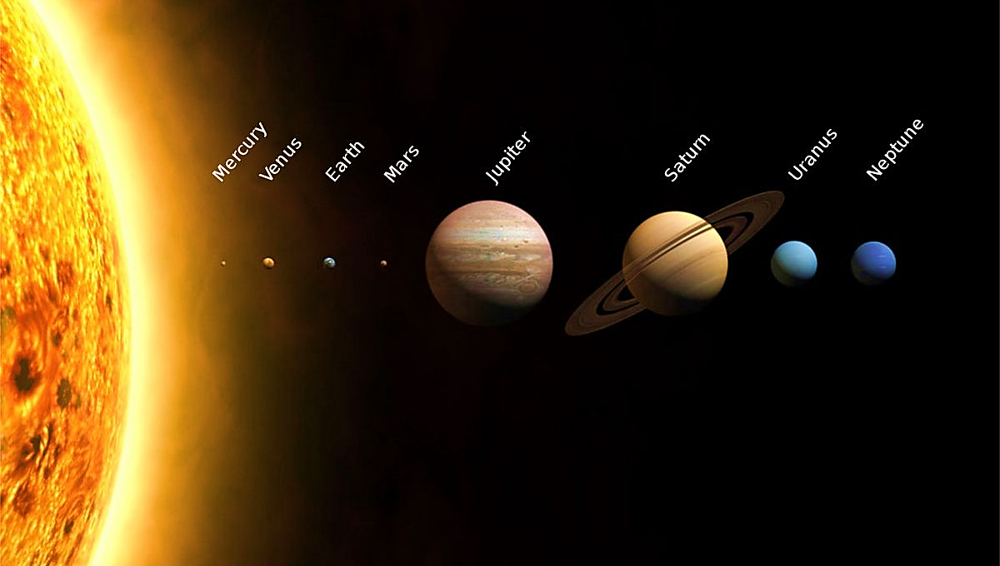 Mercury
Venus
Earth
Mars
Jupiter
Saturn
Uranus
Neptune